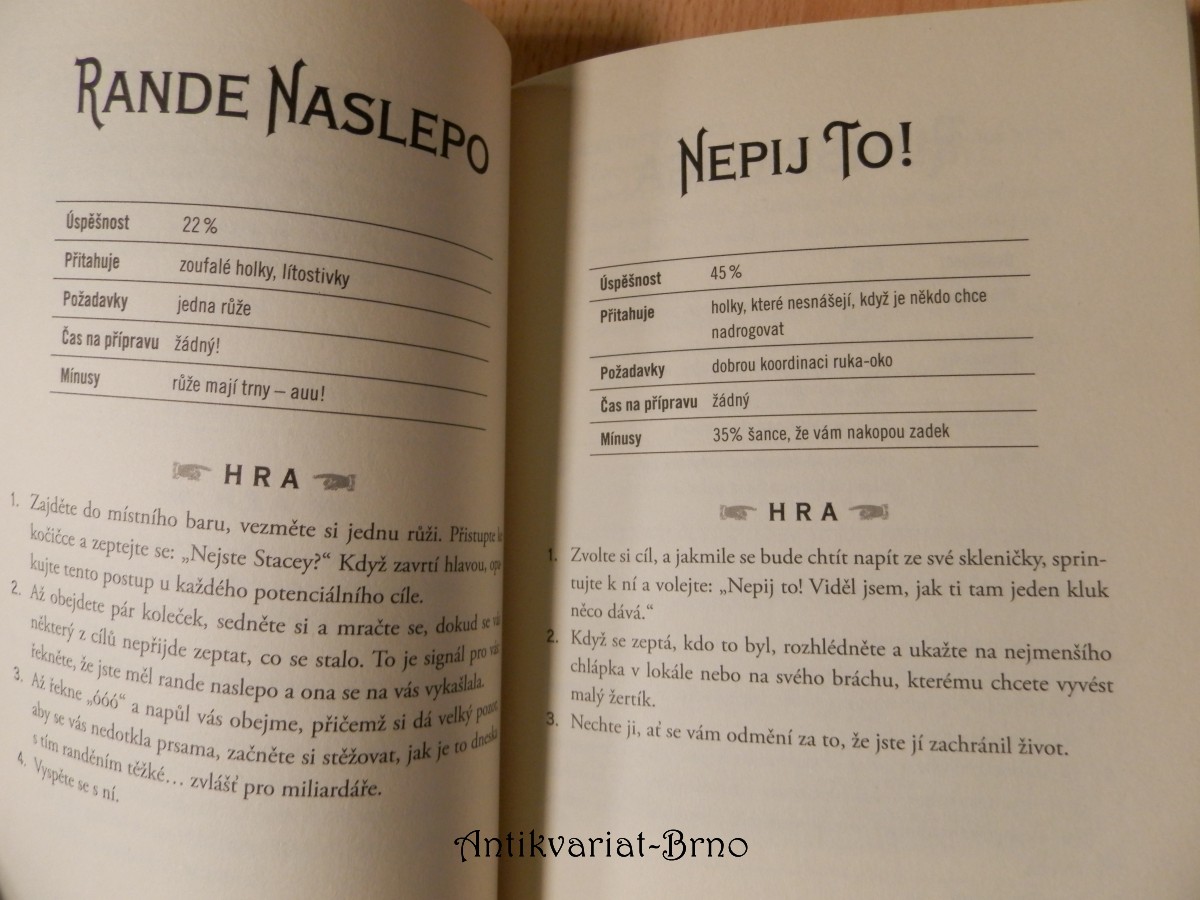 RANDE NASLEPO
Úspěšnost 22 %
Přitahuje zoufalé holky, lítostivky
Požadavky jedna růže
Čas na přípravu žádný!
Mínusy růže mají trny – auu!
HRA
1. Zajděte do místního baru, vezměte si jednu růži. Přistupte
kočičce a zeptejte se: „Nejste Stacey?“ Když zavrtí hlavou,
kujte tento postup u každého potenciálního cíle.
2. Až obejdete pár koleček, sedněte si a mračte se, dokud se
některý z cílů nepřijde zeptat, co se stalo. To je signál pro
řekněte, že jste měl rande naslepo a ona se na vás vykašlala.
3. Až řekne „óóó“ a napůl vás obejme, přičemž si dá velký pozor,
aby se vás nedotkla prsama, začněte si stěžovat, jak je to dneska
s tím randěním těžké… zvlášť pro miliardáře.
4. Vyspěte se s ní.
NEPIJ TO!
Úspěšnost 45 %
Přitahuje holky, které nesnášejí, když je někdo chce
nadrogovat
Požadavky dobrou koordinaci ruka-oko
Čas na přípravu žádný
Mínusy 35% šance, že vám nakopou zadek
HRA
1. Zvolte si cíl, a jakmile se bude chtít napít ze své skleničky, sprin-
tujte k ní a volejte: „Nepij to! Viděl jsem, jak ti tam jeden kluk
něco dává.“
2. Když se zeptá, kdo to byl, rozhlédněte a ukažte na nejmenšího
chlápka v lokále nebo na svého bráchu, kterému chcete vyvést
malý žertík.
3. Nechte ji, ať se vám odmění za to, že jste jí zachránil život.
Antikvariat-Brno